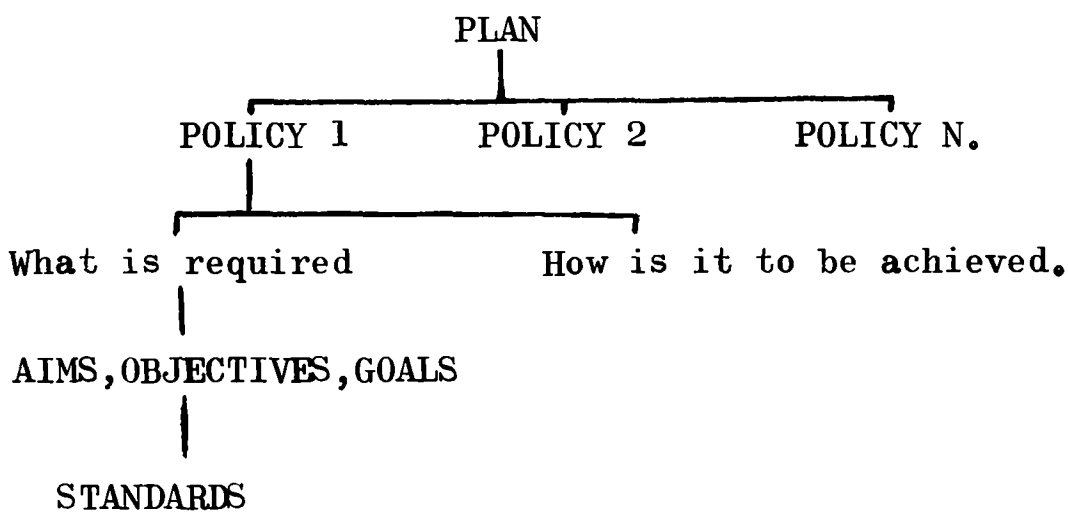 PLAN
POLICY 1 POLICY 2 POLICY N.
What is required How is it to be achieved.
AIMS,OBJECTIVES,GOALS
STANDARDS